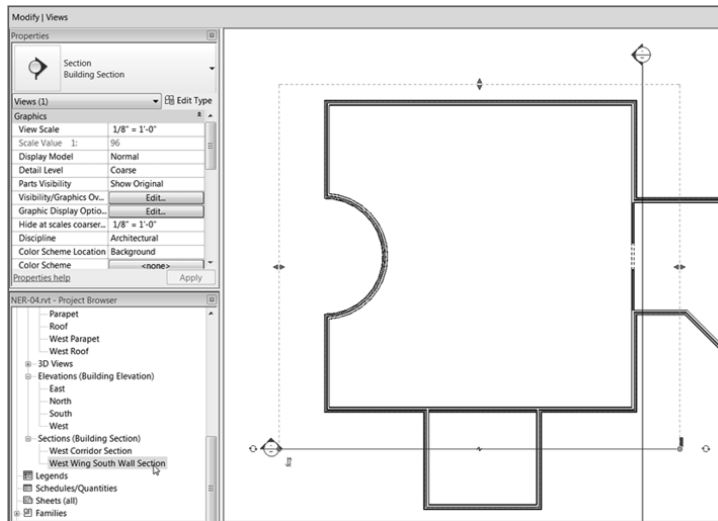 Modify | Views
Properties
Section
Building Section
Views (1) Edit Type
Graphics
View Scale 1/8" = 1'-0"
Scale Value 1: 96
Display Model Normal
Detail Level Coarse
Parts Visibility Show Original
Visibility/Graphics Ov... Edit...
Graphic Display Optio... Edit...
Hide at scales coarser... 1/8" = 1'-0"
Discipline Architectural
Color Scheme Location Background
Color Scheme <none>
Properties help Apply
NER-04.rvt - Project Browser
Parapet
Roof
West Parapet
West Roof
3D Views
Elevations (Building Elevation)
East
North
South
West
Sections (Building Section)
West Corridor Section
West Wing South Wall Section
Legends
Schedules/Quantities
Sheets (all)
Families